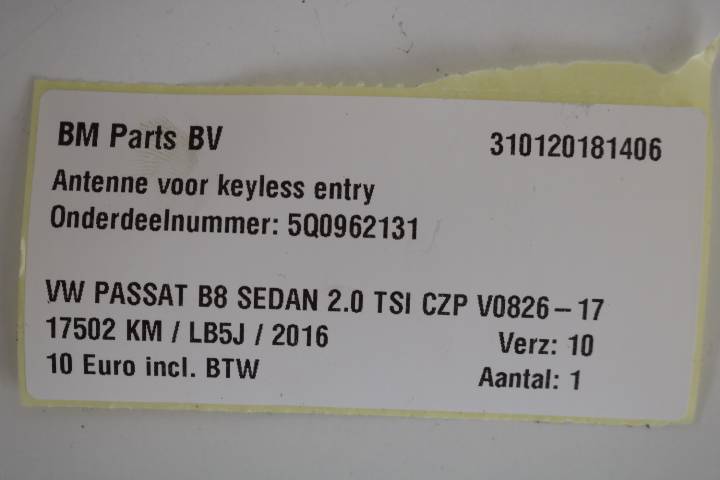 BM Parts BV 310120181406
Antenne voor keyless entry
Onderdeelnummer: 5Q0962131
VW PASSAT B8 SEDAN 2.0 TSI CZP V0826-17
17502 KM / LB5J / 2016 Verz: 10
10 Euro incl. BTW Aantal: 1